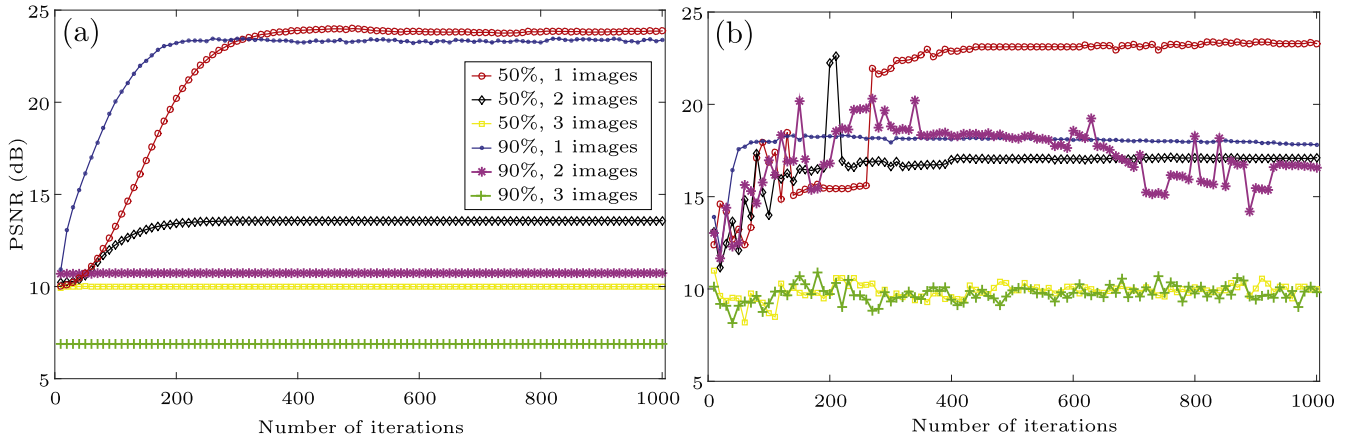 (a)
25
20
15
10
5
PSNR (dB)
50%, 1 images
50%, 2 images
50%, 3 images
90%, 1 images
90%, 2 images
90%, 3 images
0
200
400
600
800
1000
Number of iterations
(b)
25
20
15
10
5
0
200
400
600
800
1000
Number of iterations